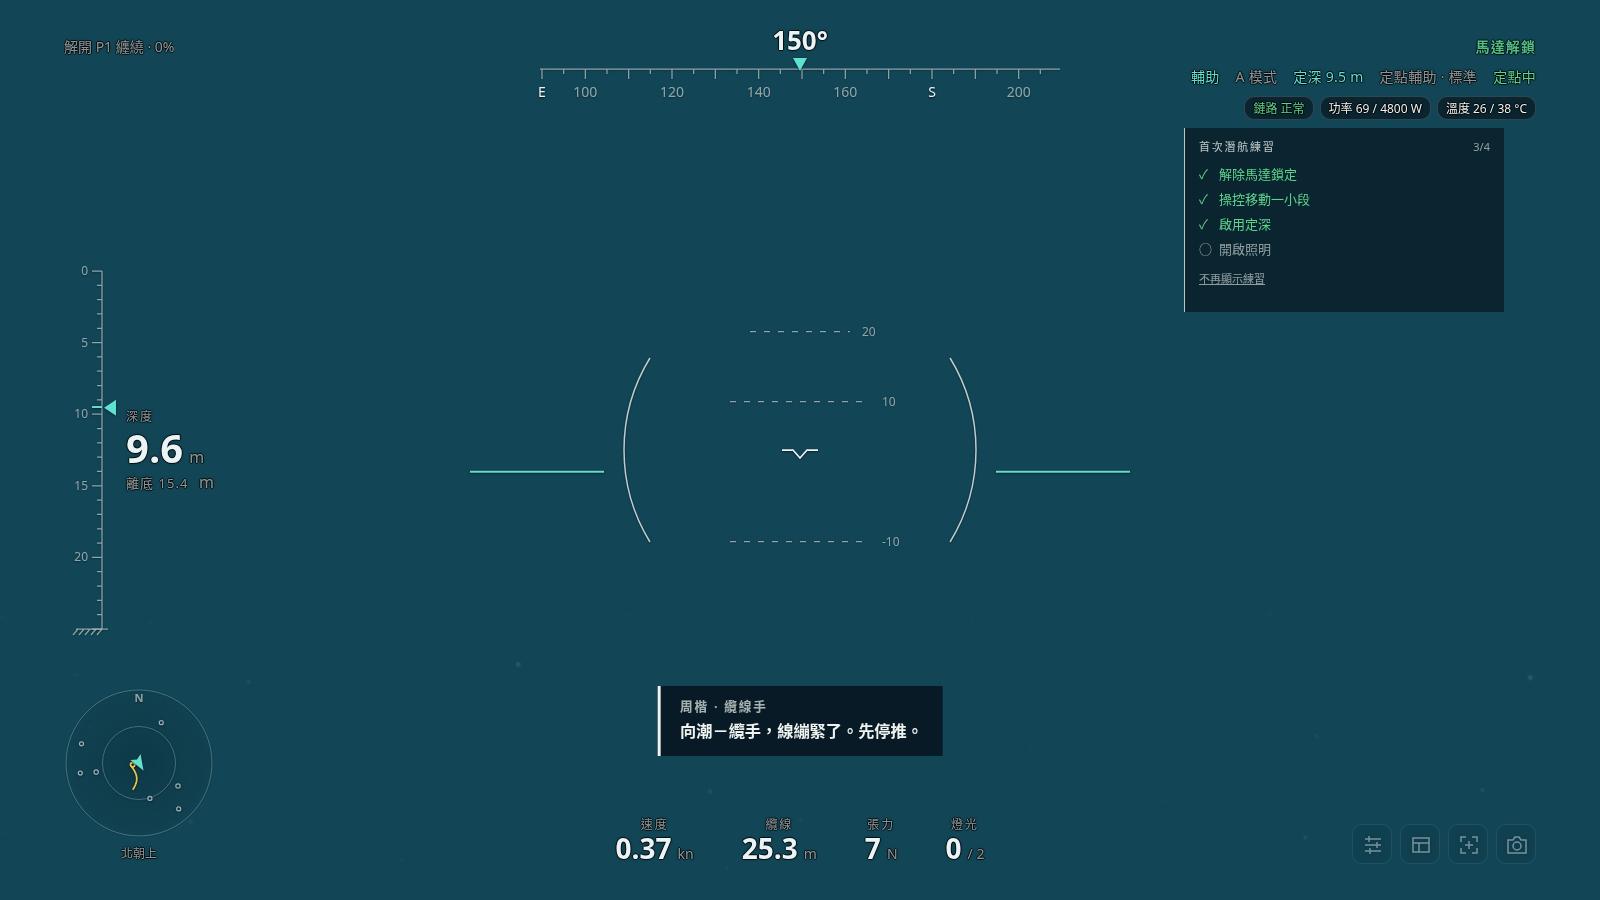 解開 P1 纏繞 · 0%
150°
E 100 120 140 160 S 200
馬達解鎖
輔助 A 模式 定深 9.5 m 定點輔助 · 標準 定點中
鏈路 正常 功率 69 / 4800 W 溫度 26 / 38 °C
首次潛航練習 3/4
✓ 解除馬達鎖定
✓ 操控移動一小段
✓ 啟用定深
開啟照明
不再顯示練習
0
5
10
15
20
深度
9.6 m
離底 15.4 m
20
10
-10
N
北朝上
周楷 · 纜線手
向潮－纜手，線繃緊了。先停推。
速度 纜線 張力 燈光
0.37 kn 25.3 m 7 N 0 / 2